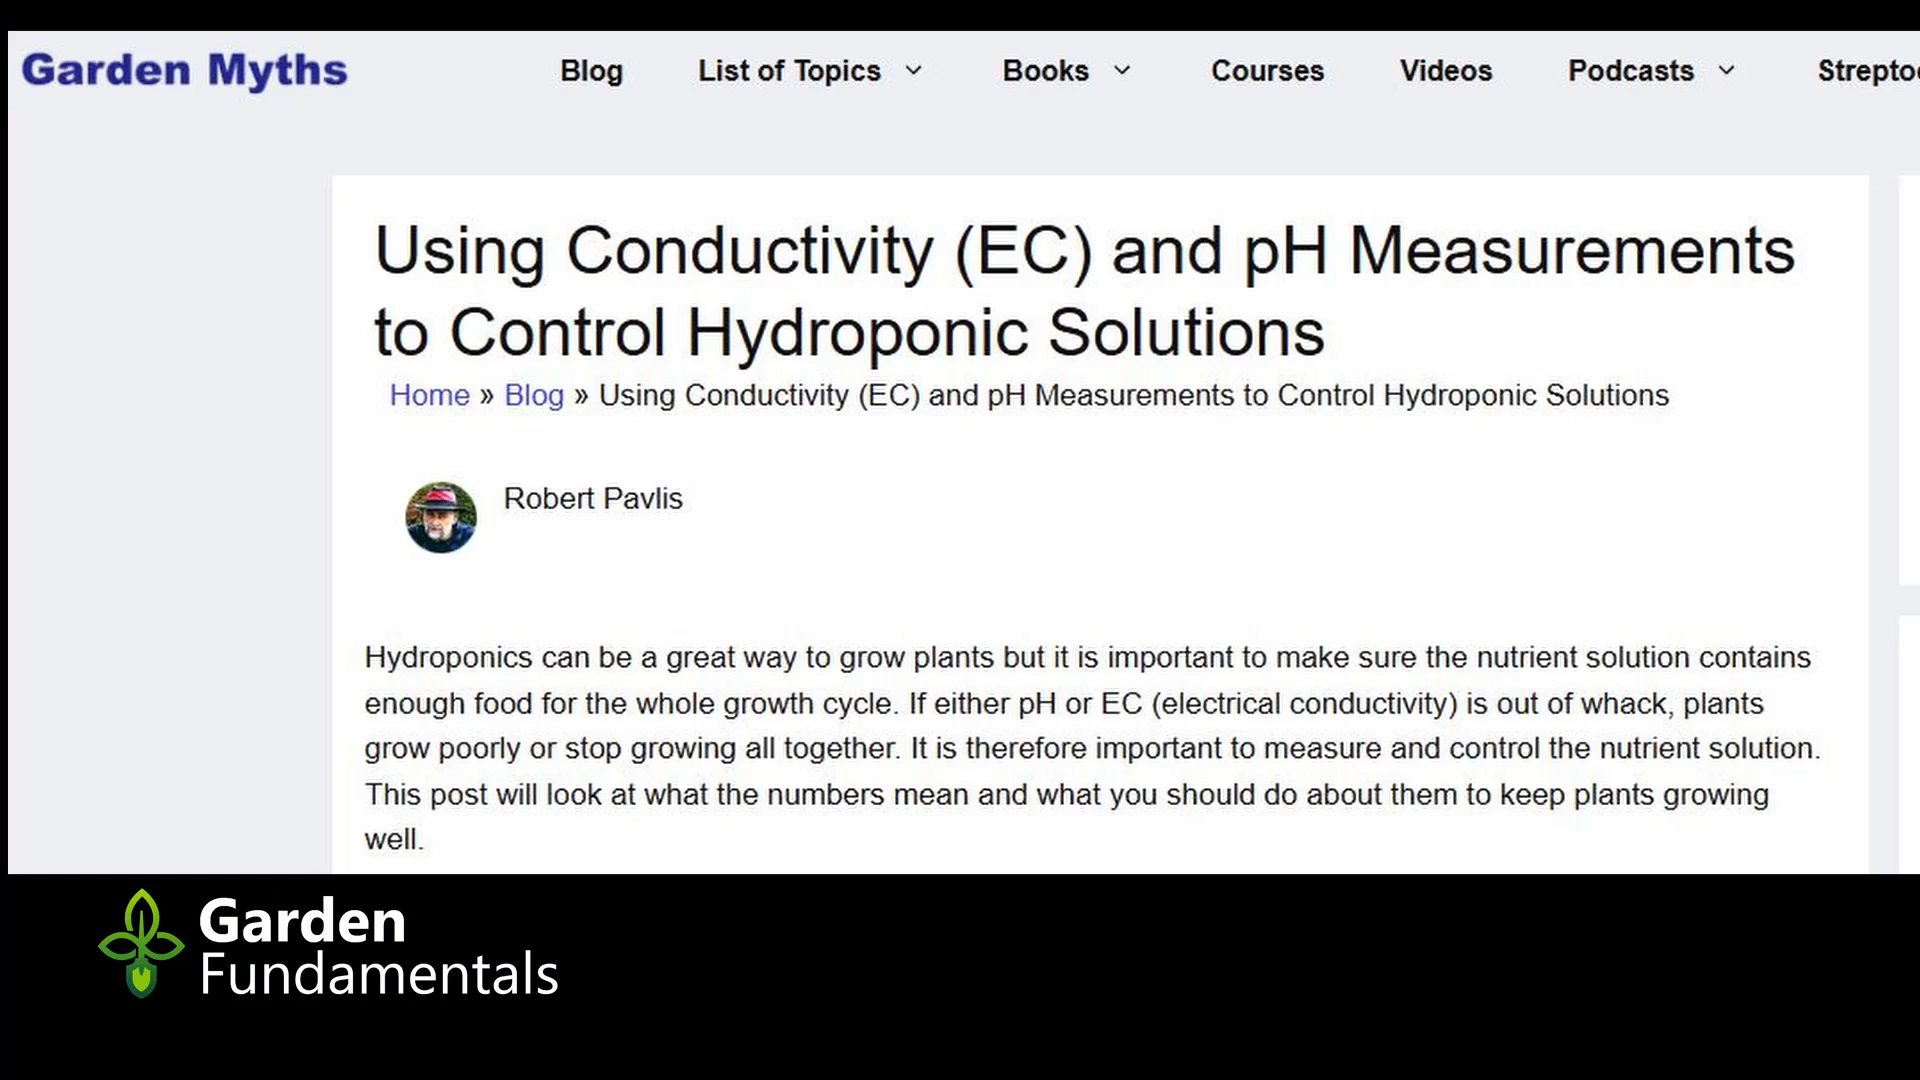 Garden Myths Blog List of Topics Books Courses Videos Podcasts
Using Conductivity (EC) and pH Measurements
to Control Hydroponic Solutions
Home » Blog » Using Conductivity (EC) and pH Measurements to Control Hydroponic Solutions
Robert Pavlis
Hydroponics can be a great way to grow plants but it is important to make sure the nutrient solution contains
enough food for the whole growth cycle. If either pH or EC (electrical conductivity) is out of whack, plants
grow poorly or stop growing all together. It is therefore important to measure and control the nutrient solution.
This post will look at what the numbers mean and what you should do about them to keep plants growing
well.
Garden
Fundamentals